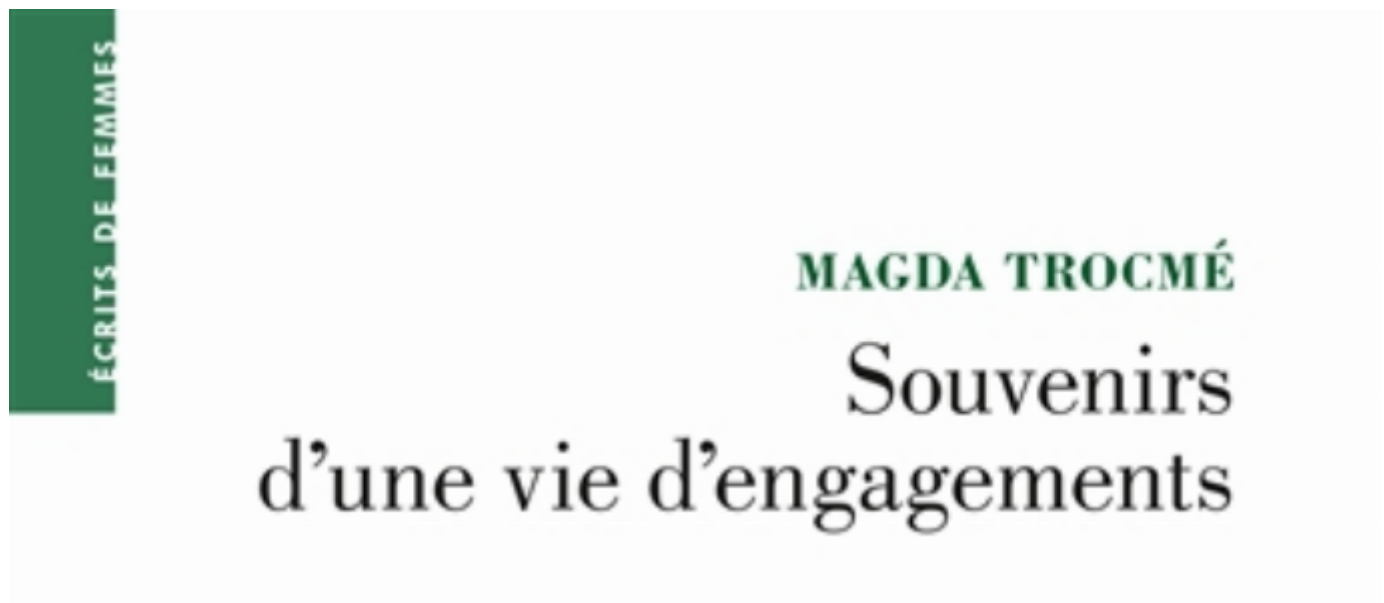 ÉCRITS DE FEMMES
MAGDA TROCMÉ
Souvenirs
d’une vie d’engagements